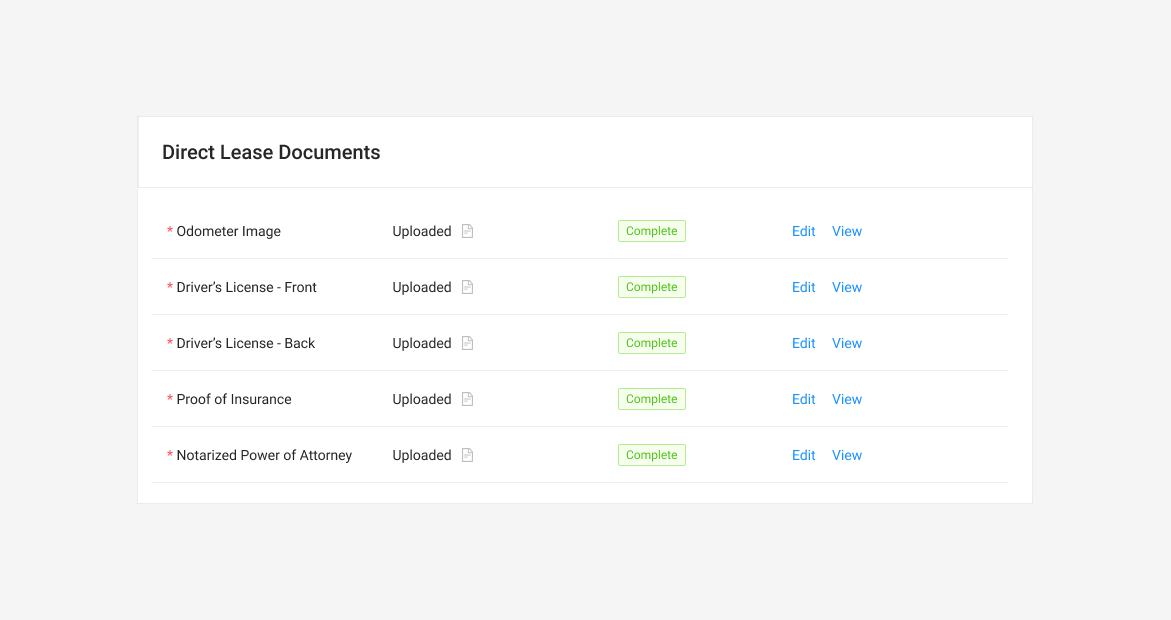 Direct Lease Documents
* Odometer Image Uploaded Complete Edit View
* Driver’s License - Front Uploaded Complete Edit View
* Driver’s License - Back Uploaded Complete Edit View
* Proof of Insurance Uploaded Complete Edit View
* Notarized Power of Attorney Uploaded Complete Edit View